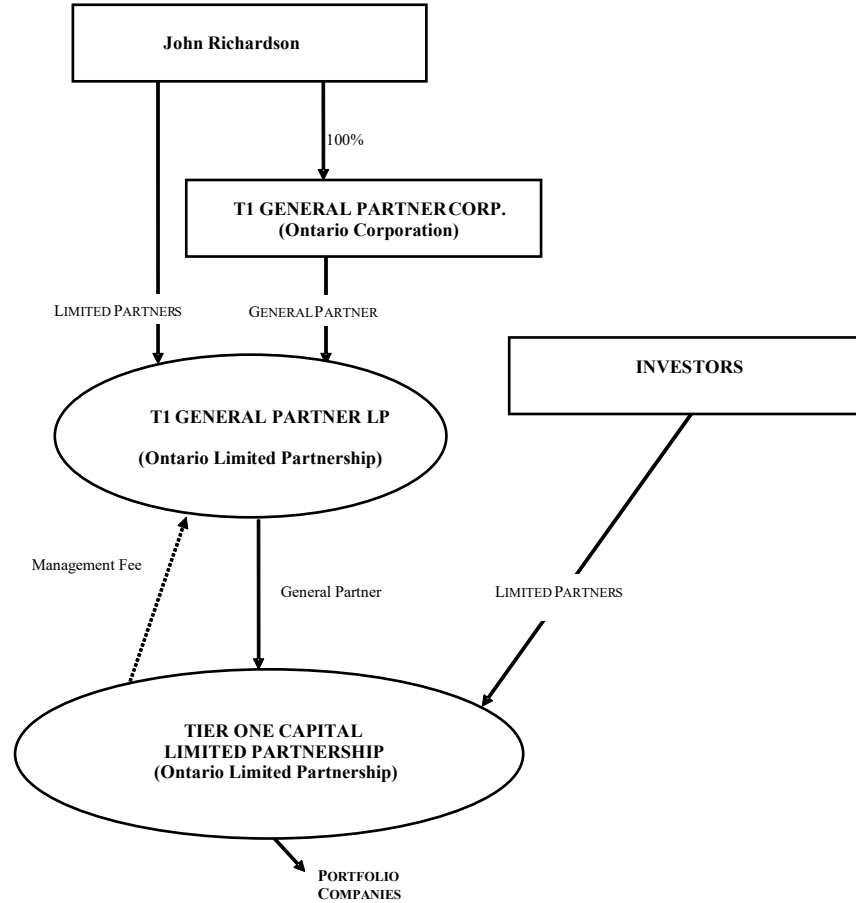 John Richardson
100%
T1 GENERAL PARTNER CORP.
(Ontario Corporation)
LIMITED PARTNERS
GENERAL PARTNER
INVESTORS
T1 GENERAL PARTNER LP
(Ontario Limited Partnership)
Management Fee
General Partner
LIMITED PARTNERS
TIER ONE CAPITAL
LIMITED PARTNERSHIP
(Ontario Limited Partnership)
PORTFOLIO
COMPANIES